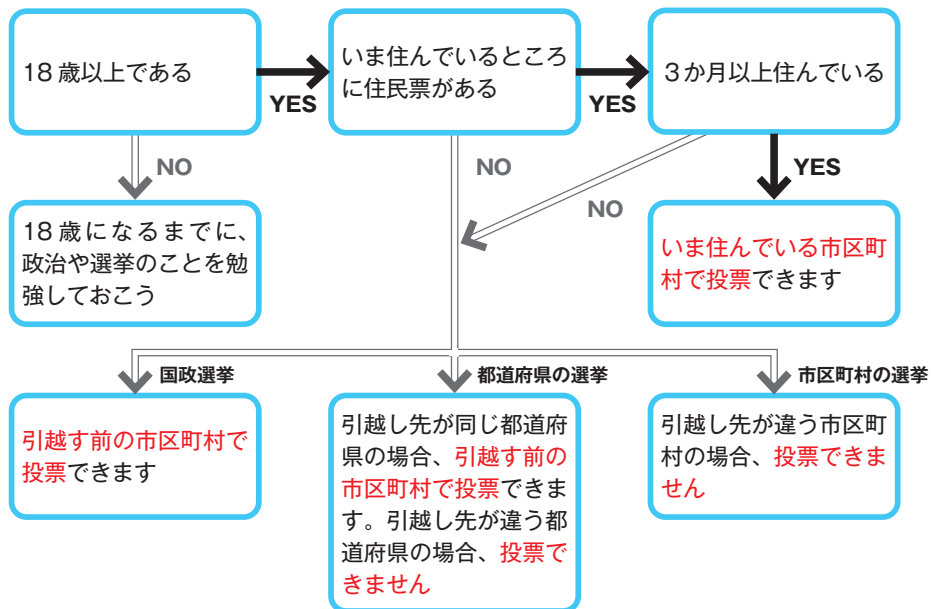 18歳以上である
YES
いま住んでいるところ
に住民票がある
YES
3か月以上住んでいる
NO
NO
NO
YES
18歳になるまでに、
政治や選挙のことを勉
強しておこう
いま住んでいる市区町
村で投票できます
国政選挙
都道府県の選挙
市区町村の選挙
引越す前の市区町村で
投票できます
引越し先が同じ都道府
県の場合、引越す前の
市区町村で投票できま
す。引越し先が違う都
道府県の場合、投票で
きません
引越し先が違う市区町
村の場合、投票できま
せん